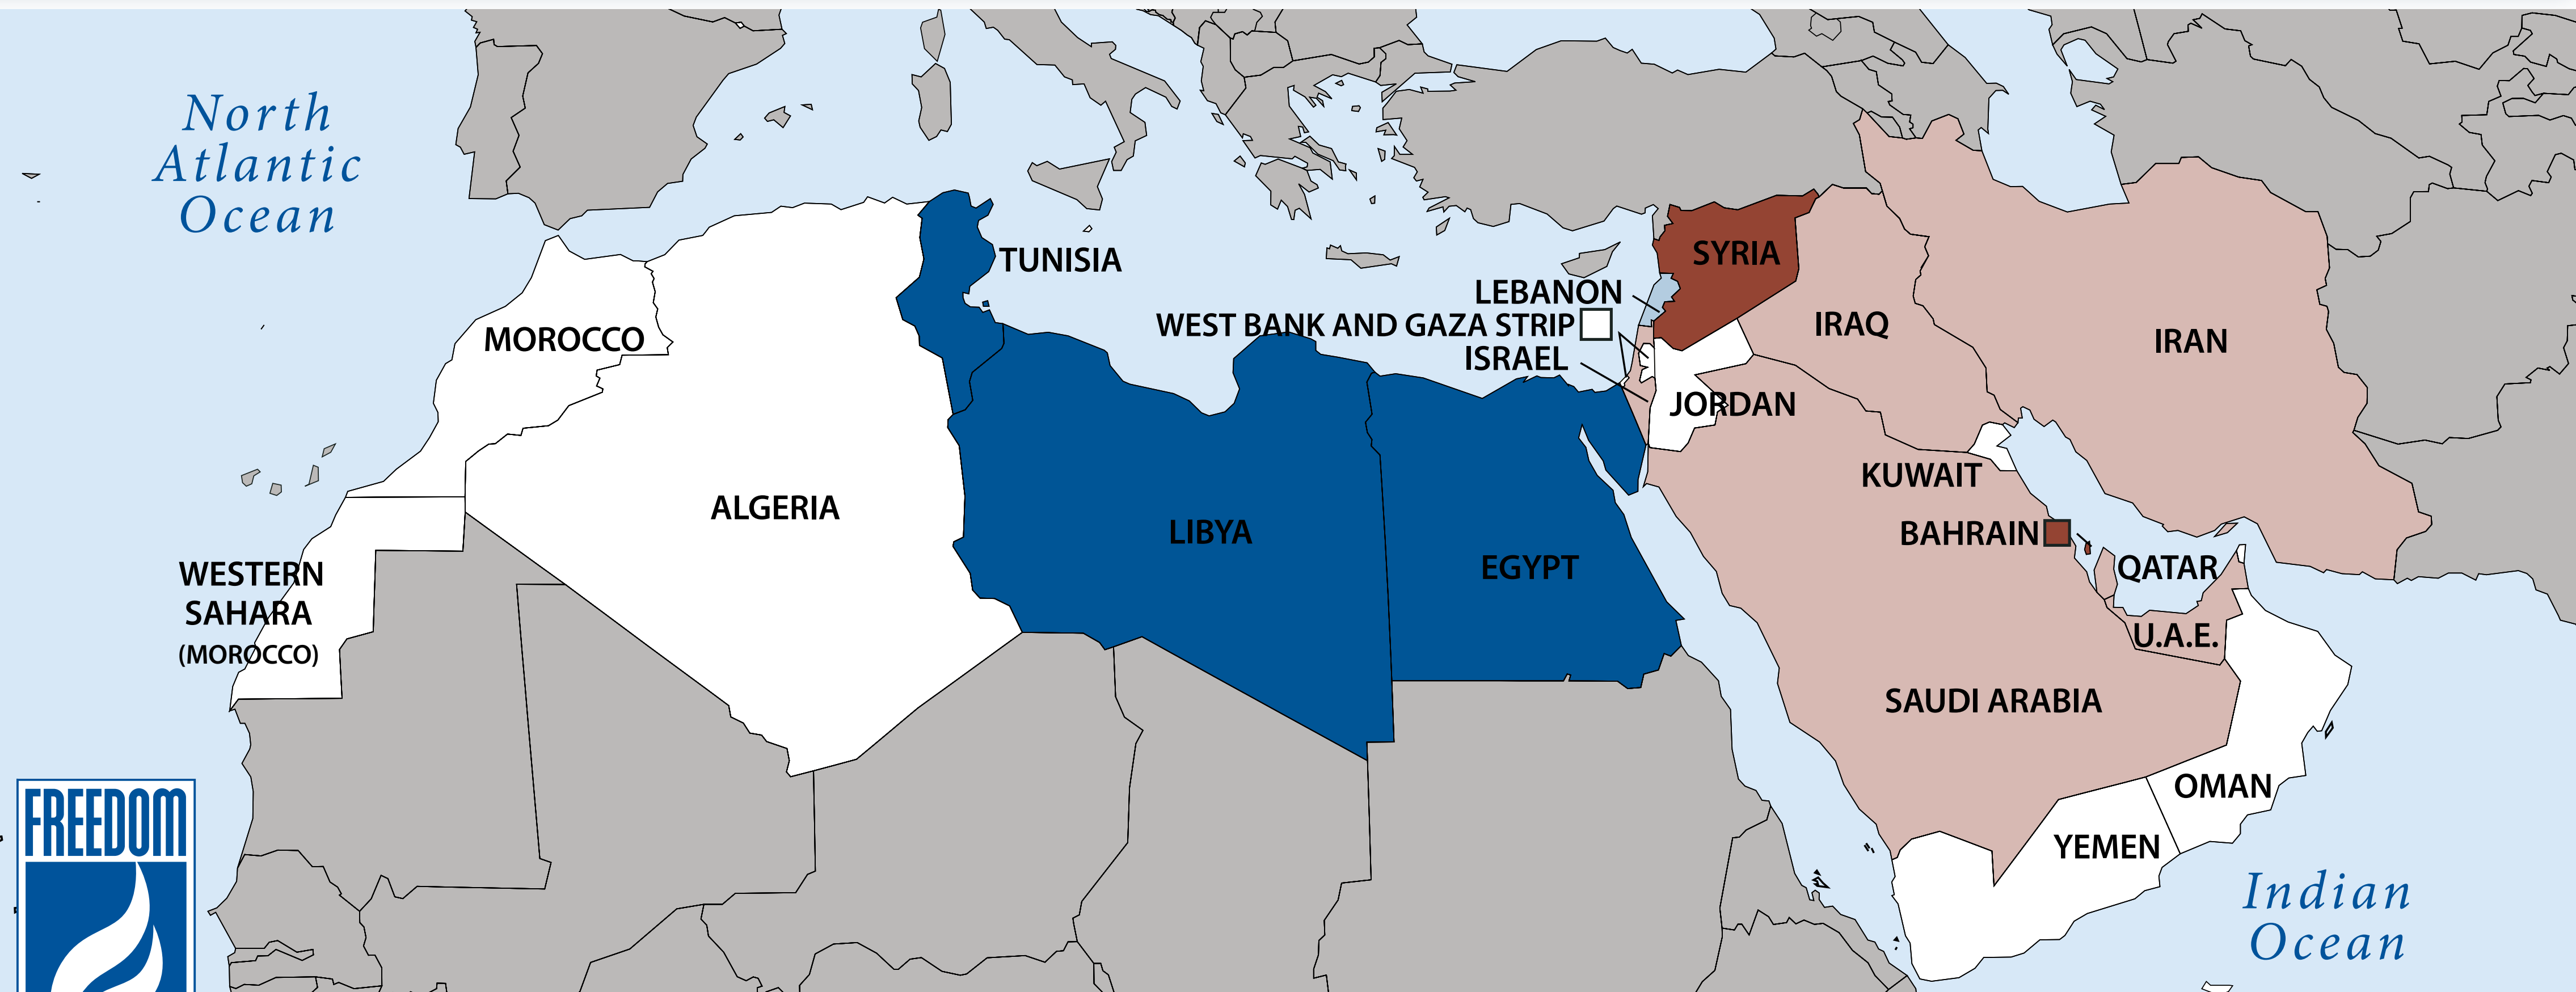 North
Atlantic
Ocean
TUNISIA
SYRIA
LEBANON
WEST BANK AND GAZA STRIP
ISRAEL
MOROCCO
IRAQ
IRAN
JORDAN
KUWAIT
ALGERIA
LIBYA
BAHRAIN
EGYPT
QATAR
WESTERN
SAHARA
(MOROCCO)
U.A.E.
SAUDI ARABIA
OMAN
YEMEN
FREEDOM
Indian
Ocean